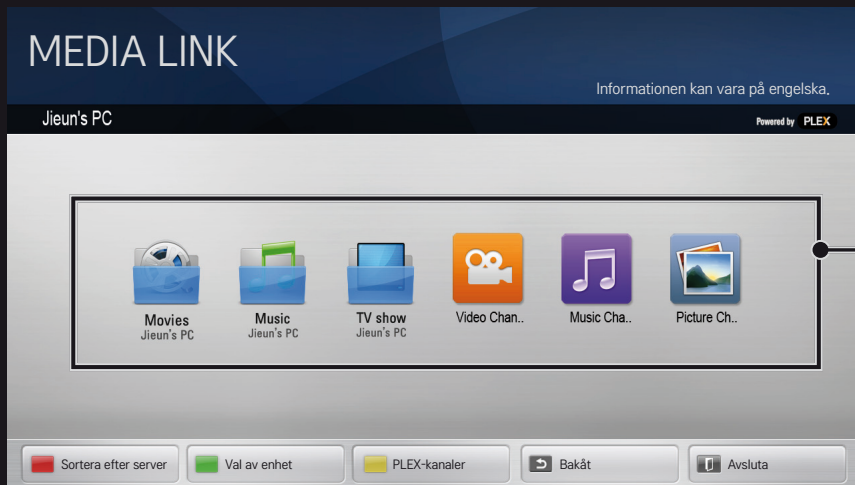 MEDIA LINK
Informationen kan vara på engelska.
Jieun's PC
Powered by PLEX
Movies
Jieun's PC
Music
Jieun's PC
TV show
Jieun's PC
Video Chan..
Music Cha..
Picture Ch..
Sortera efter server
Val av enhet
PLEX-kanaler
Bakåt
Avsluta